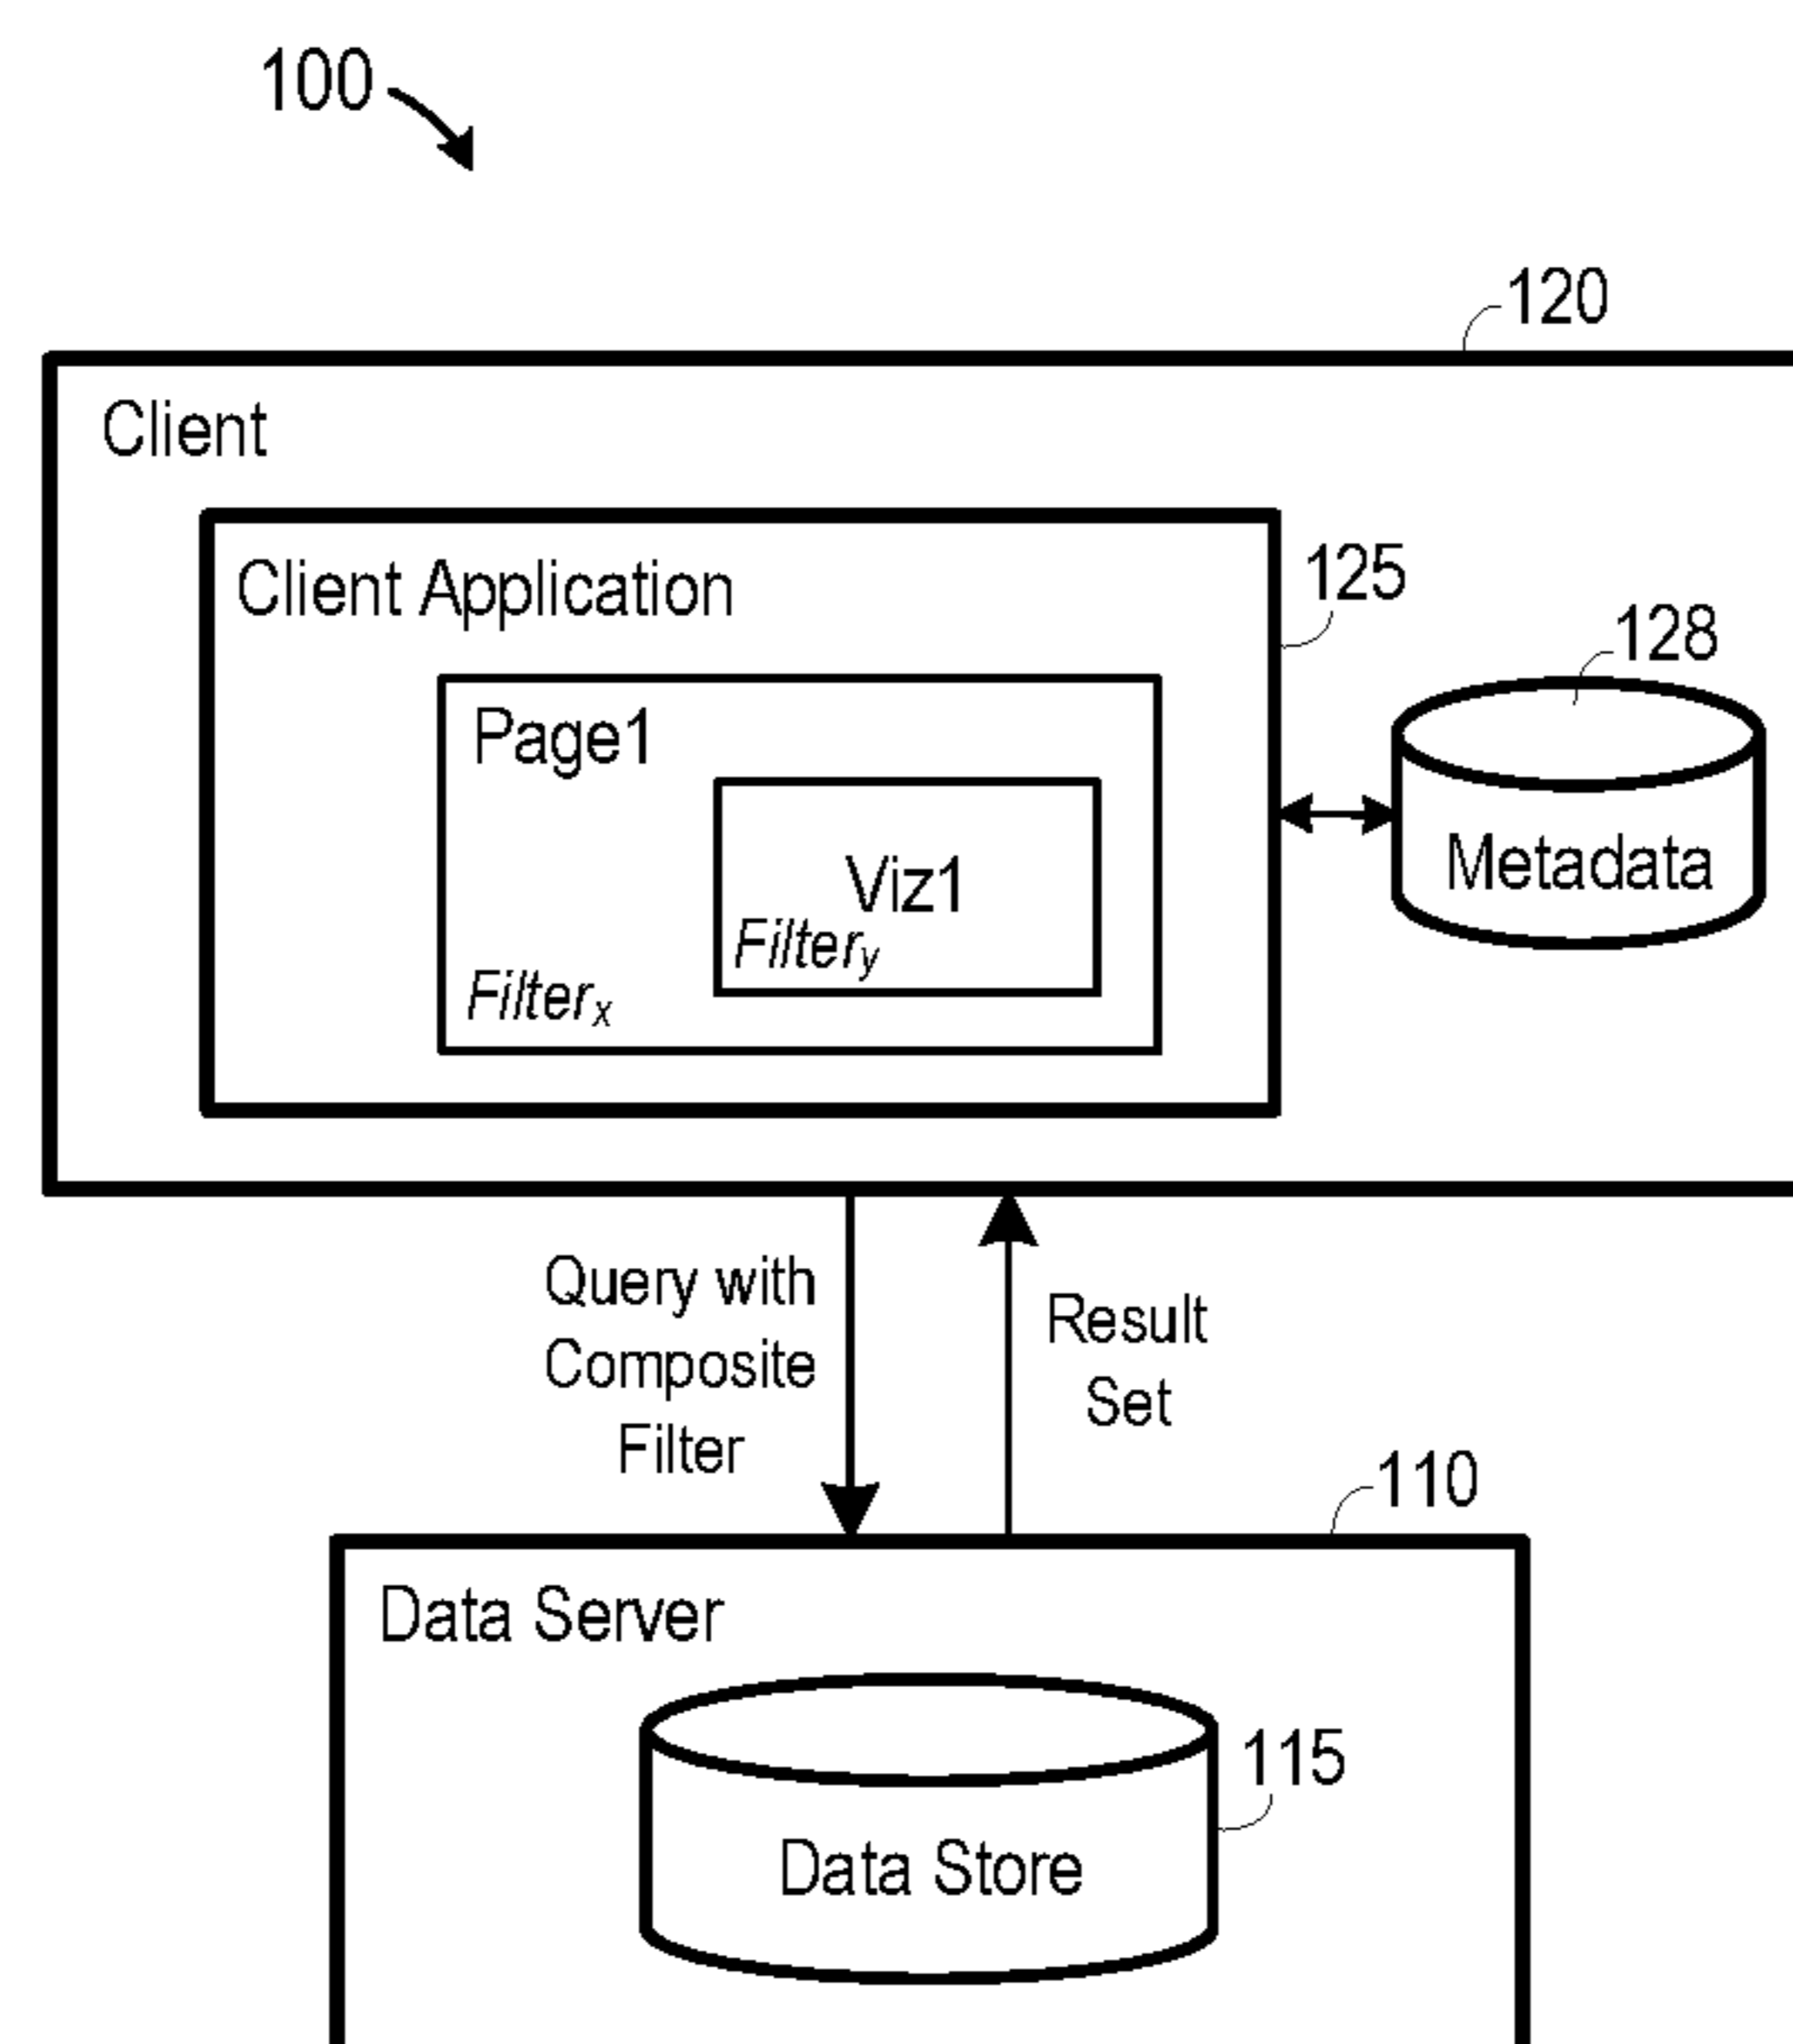 100
120
Client
Client Application
125
128
Page1
Metadata
Viz1
Filtery
Filterx
Query with
Composite
Filter
Result
Set
110
Data Server
115
Data Store